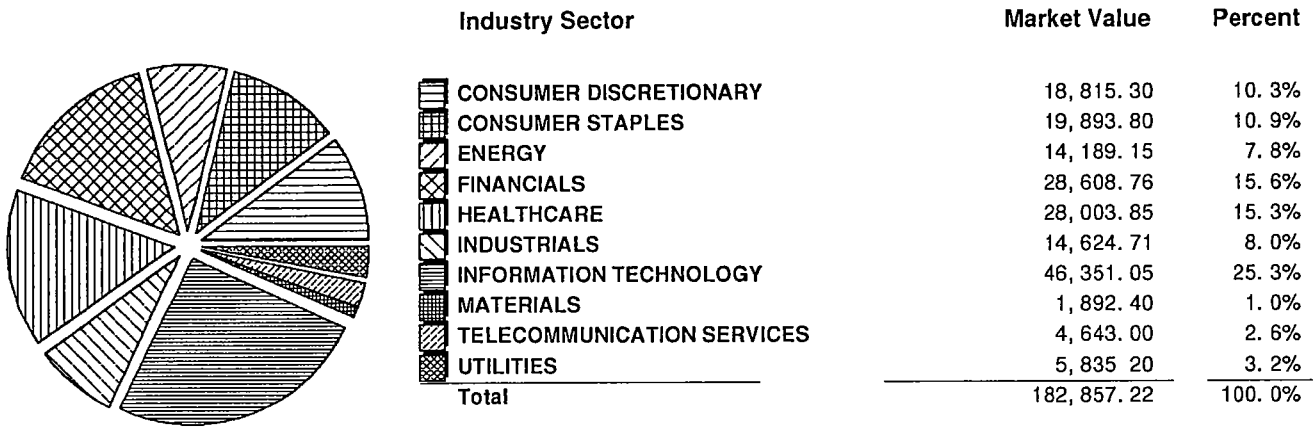 Industry Sector Market Value Percent
CONSUMER DISCRETIONARY 18, 815. 30 10. 3%
CONSUMER STAPLES 19, 893. 80 10. 9%
ENERGY 14, 189. 15 7. 8%
FINANCIALS 28, 608. 76 15. 6%
HEALTHCARE 28, 003. 85 15. 3%
INDUSTRIALS 14, 624. 71 8. 0%
INFORMATION TECHNOLOGY 46, 351. 05 25. 3%
MATERIALS 1, 892. 40 1. 0%
TELECOMMUNICATION SERVICES 4, 643. 00 2. 6%
UTILITIES 5, 835 20 3. 2%
Total 182, 857. 22 100. 0%